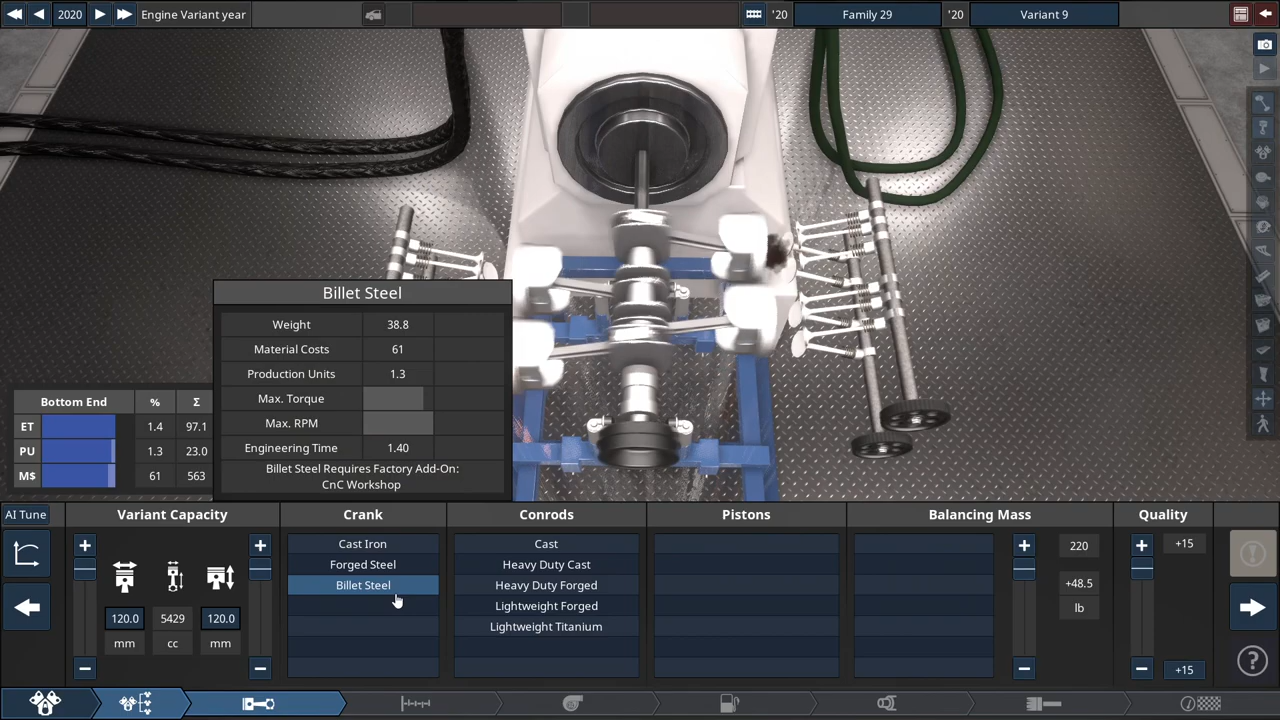 2020
Engine Variant year
'20
Family 29
'20
Variant 9
Billet Steel
Weight 38.8
Material Costs 61
Production Units 1.3
Max. Torque
Max. RPM
Engineering Time 1.40
Billet Steel Requires Factory Add-On:
CnC Workshop
Bottom End % Σ
ET 1.4 97.1
PU 1.3 23.0
M$ 61 563
AI Tune
Variant Capacity
120.0 5429 120.0
mm cc mm
Crank
Cast Iron
Forged Steel
Billet Steel
Conrods
Cast
Heavy Duty Cast
Heavy Duty Forged
Lightweight Forged
Lightweight Titanium
Pistons
Balancing Mass
220
+48.5
lb
Quality
+15
+15